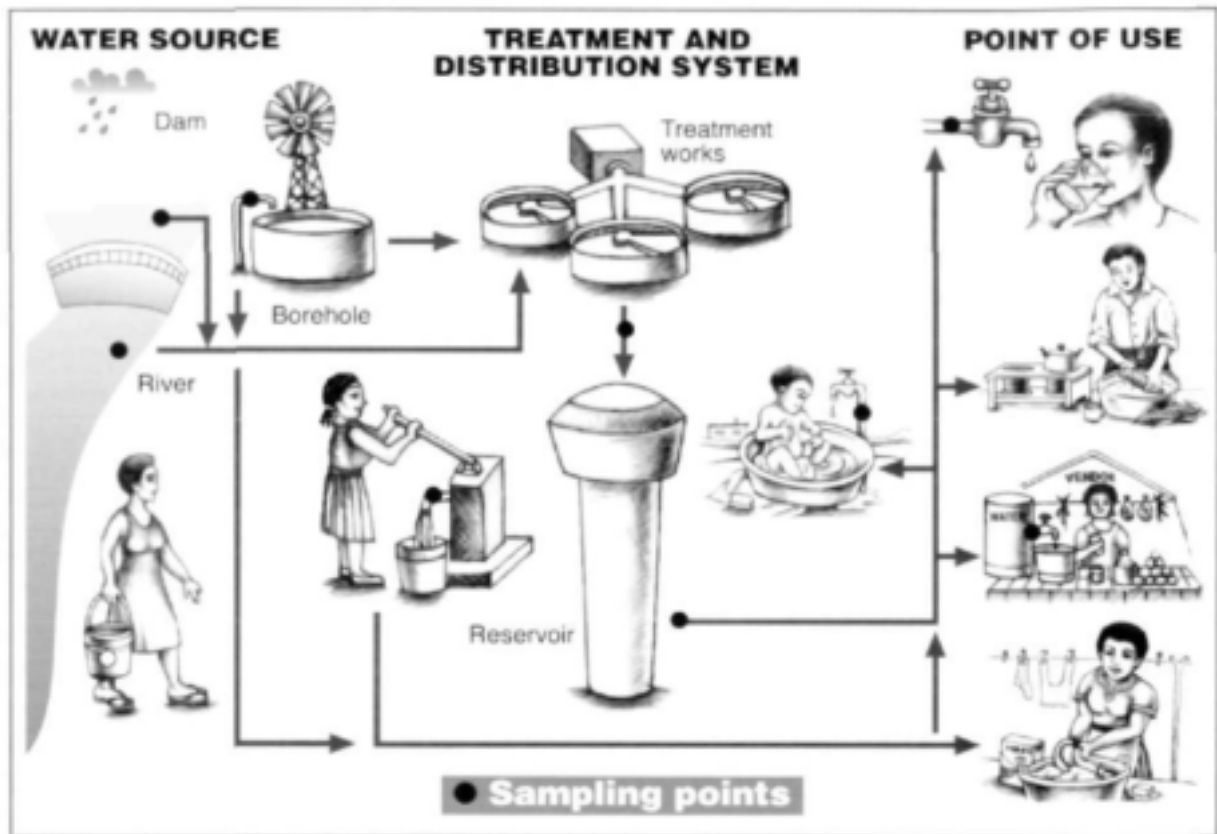 WATER SOURCE
TREATMENT AND
DISTRIBUTION SYSTEM
POINT OF USE
Dam
Treatment
works
Borehole
River
VENDOR
WATER
Reservoir
Sampling points